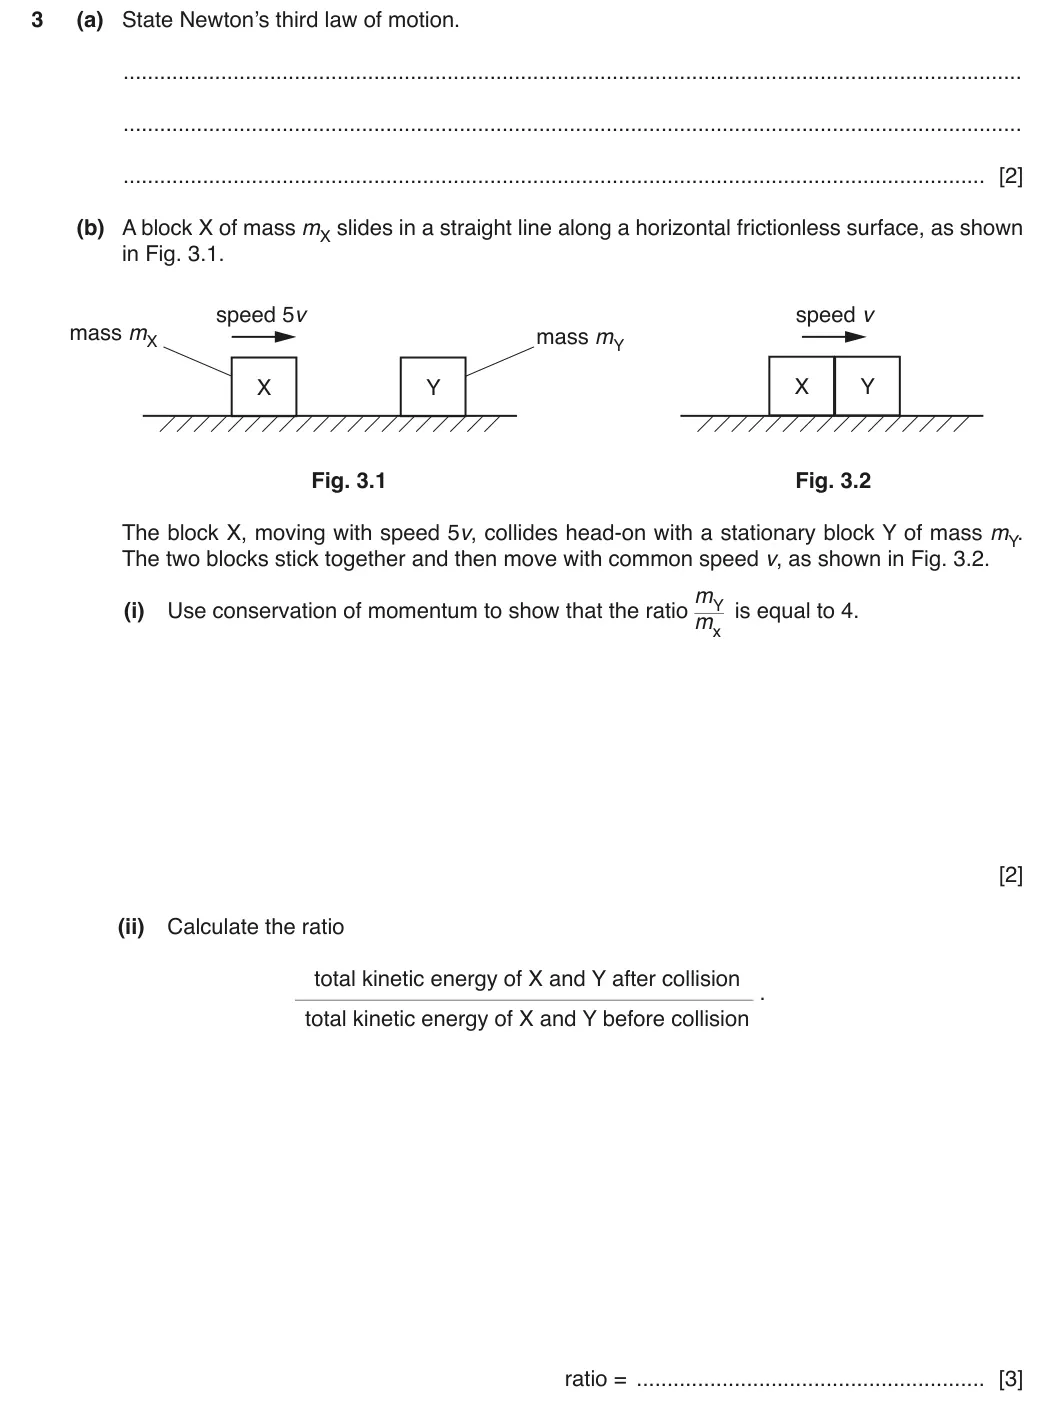 3 (a) State Newton's third law of motion.
..........................................................................................................................................
..........................................................................................................................................
..................................................................................................................................... [2]
(b) A block X of mass mX slides in a straight line along a horizontal frictionless surface, as shown
in Fig. 3.1.
speed 5v
speed v
mass mX
mass mY
X
Y
X
Y
Fig. 3.1
Fig. 3.2
The block X, moving with speed 5v, collides head-on with a stationary block Y of mass mY.
The two blocks stick together and then move with common speed v, as shown in Fig. 3.2.
(i) Use conservation of momentum to show that the ratio mY/mx is equal to 4.
[2]
(ii) Calculate the ratio
total kinetic energy of X and Y after collision
total kinetic energy of X and Y before collision .
ratio = ......................................................... [3]